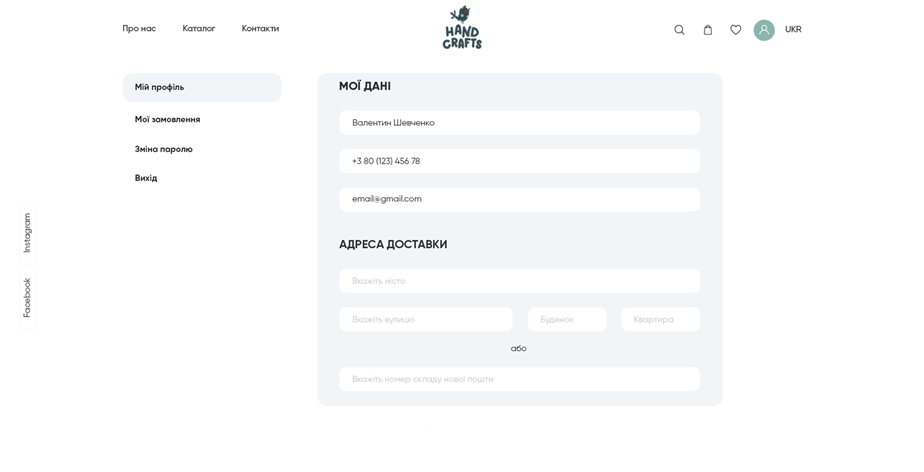 Про нас
Каталог
Контакти
HAND
CRAFTS
UKR
Мій профіль
Мої замовлення
Зміна паролю
Вихід
Instagram
Facebook
МОЇ ДАНІ
Валентин Шевченко
+3 80 (123) 456 78
email@gmail.com
АДРЕСА ДОСТАВКИ
Вкажіть місто
Вкажіть вулицю
Будинок
Квартира
або
Вкажіть номер складу нової пошти